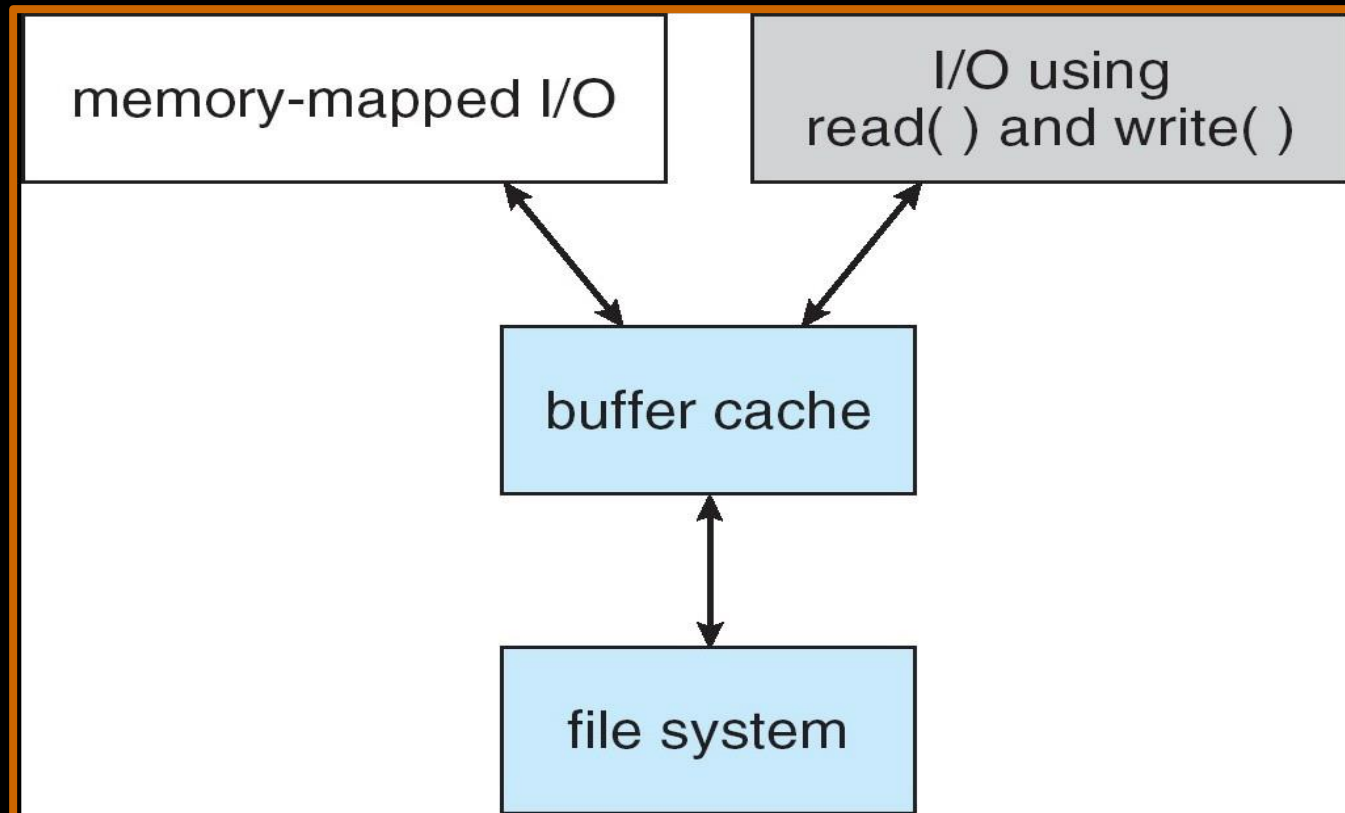 memory-mapped I/O
I/O using
read( ) and write( )
buffer cache
file system